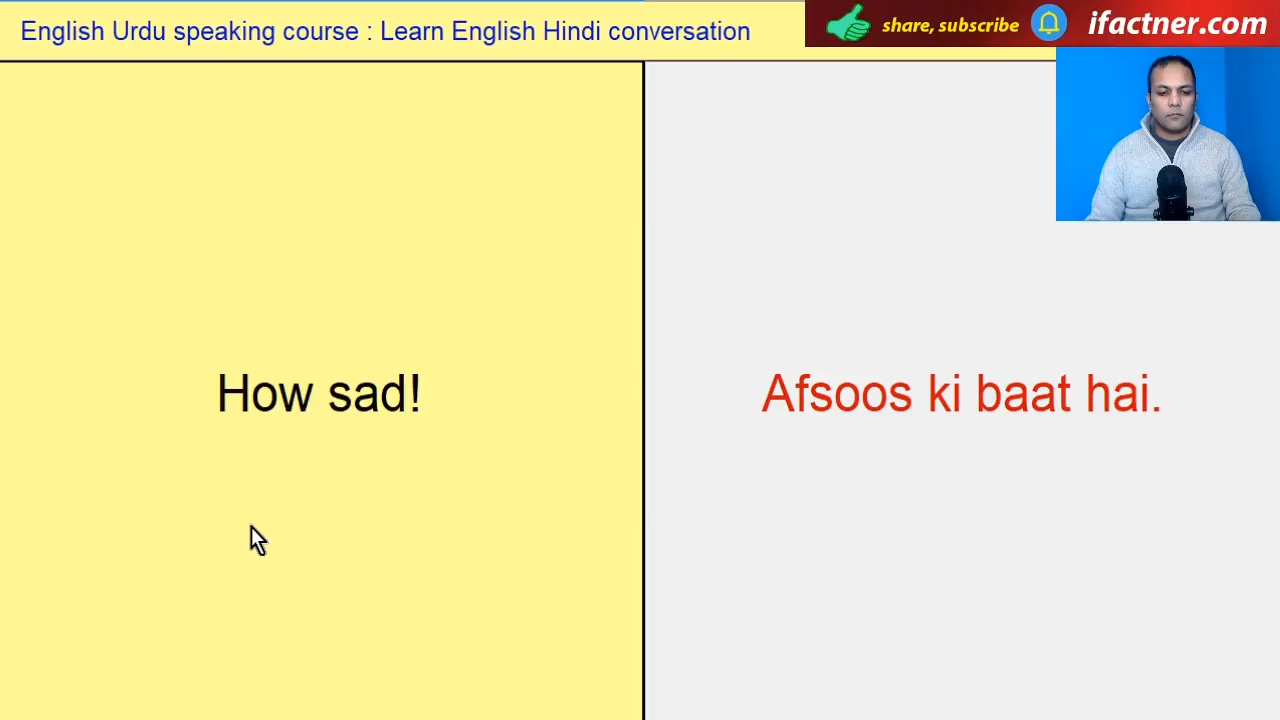 English Urdu speaking course : Learn English Hindi conversation
share, subscribe
ifactner.com
How sad!
Afsoos ki baat hai.